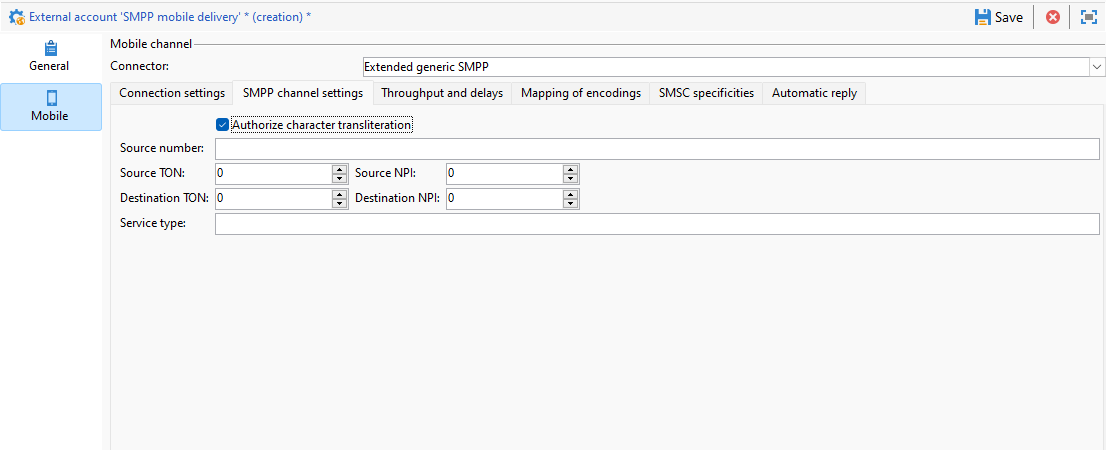 External account 'SMPP mobile delivery' * (creation) *
Save
General
Mobile
Mobile channel
Connector: Extended generic SMPP
Connection settings SMPP channel settings Throughput and delays Mapping of encodings SMSC specificities Automatic reply
Authorize character transliteration
Source number:
Source TON: 0 Source NPI: 0
Destination TON: 0 Destination NPI: 0
Service type: